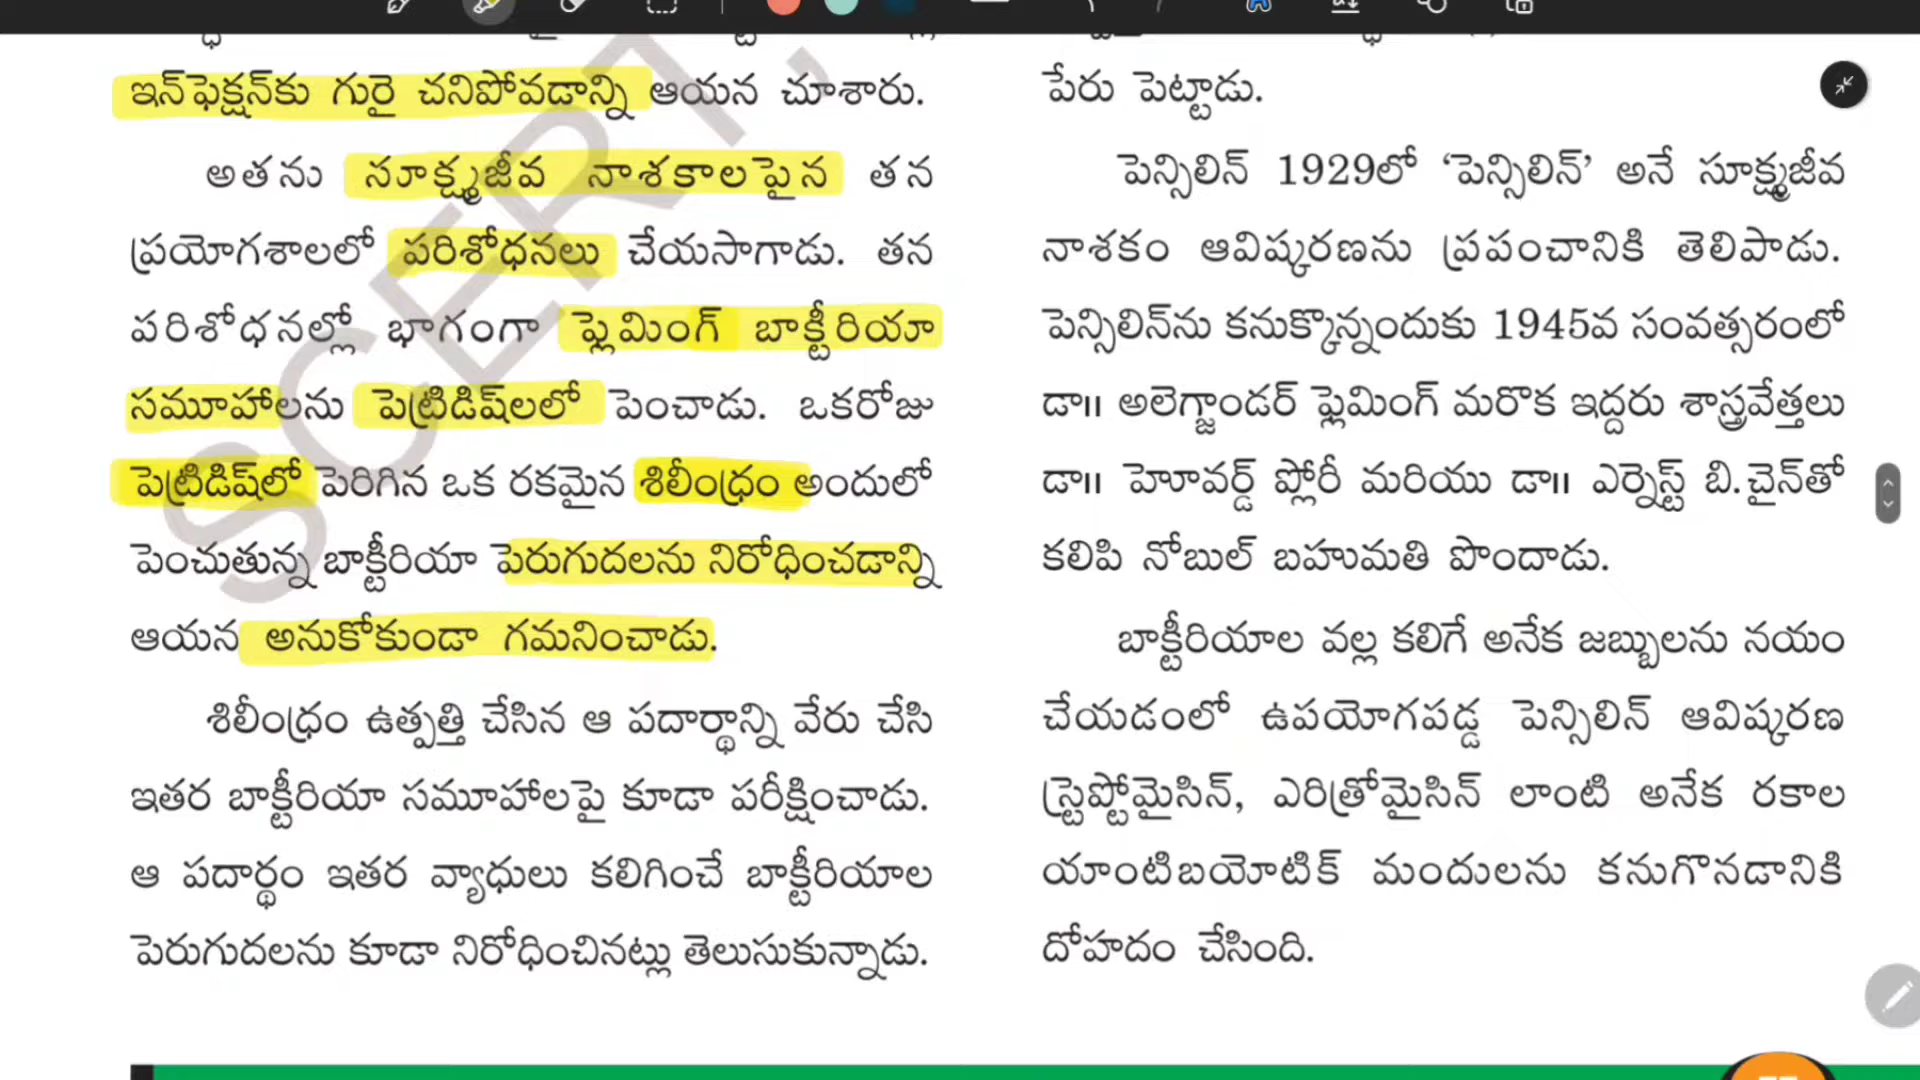 ఇన్‌ఫెక్షన్‌కు గురై చనిపోవడాన్ని ఆయన చూశారు.
అతను సూక్ష్మజీవ నాశకాలపైన తన
ప్రయోగశాలలో పరిశోధనలు చేయసాగాడు. తన
పరిశోధనల్లో భాగంగా ఫ్లెమింగ్ బాక్టీరియా
సమూహాలను పెట్రిడిష్‌లలో పెంచాడు. ఒకరోజు
పెట్రిడిష్‌లో పెరిగిన ఒక రకమైన శిలీంధ్రం అందులో
పెంచుతున్న బాక్టీరియా పెరుగుదలను నిరోధించడాన్ని
ఆయన అనుకోకుండా గమనించాడు.
శిలీంధ్రం ఉత్పత్తి చేసిన ఆ పదార్థాన్ని వేరు చేసి
ఇతర బాక్టీరియా సమూహాలపై కూడా పరీక్షించాడు.
ఆ పదార్థం ఇతర వ్యాధులు కలిగించే బాక్టీరియాల
పెరుగుదలను కూడా నిరోధించినట్లు తెలుసుకున్నాడు.
పేరు పెట్టాడు.
పెన్సిలిన్ 1929లో ‘పెన్సిలిన్’ అనే సూక్ష్మజీవ
నాశకం ఆవిష్కరణను ప్రపంచానికి తెలిపాడు.
పెన్సిలిన్‌ను కనుక్కొన్నందుకు 1945వ సంవత్సరంలో
డా॥ అలెగ్జాండర్ ఫ్లెమింగ్ మరొక ఇద్దరు శాస్త్రవేత్తలు
డా॥ హెూవర్డ్ ఫ్లోరీ మరియు డా॥ ఎర్నెస్ట్ బి.చైన్‌తో
కలిపి నోబుల్ బహుమతి పొందాడు.
బాక్టీరియాల వల్ల కలిగే అనేక జబ్బులను నయం
చేయడంలో ఉపయోగపడ్డ పెన్సిలిన్ ఆవిష్కరణ
స్ట్రెప్టోమైసిన్, ఎరిత్రోమైసిన్ లాంటి అనేక రకాల
యాంటిబయోటిక్ మందులను కనుగొనడానికి
దోహదం చేసింది.
SCERT,